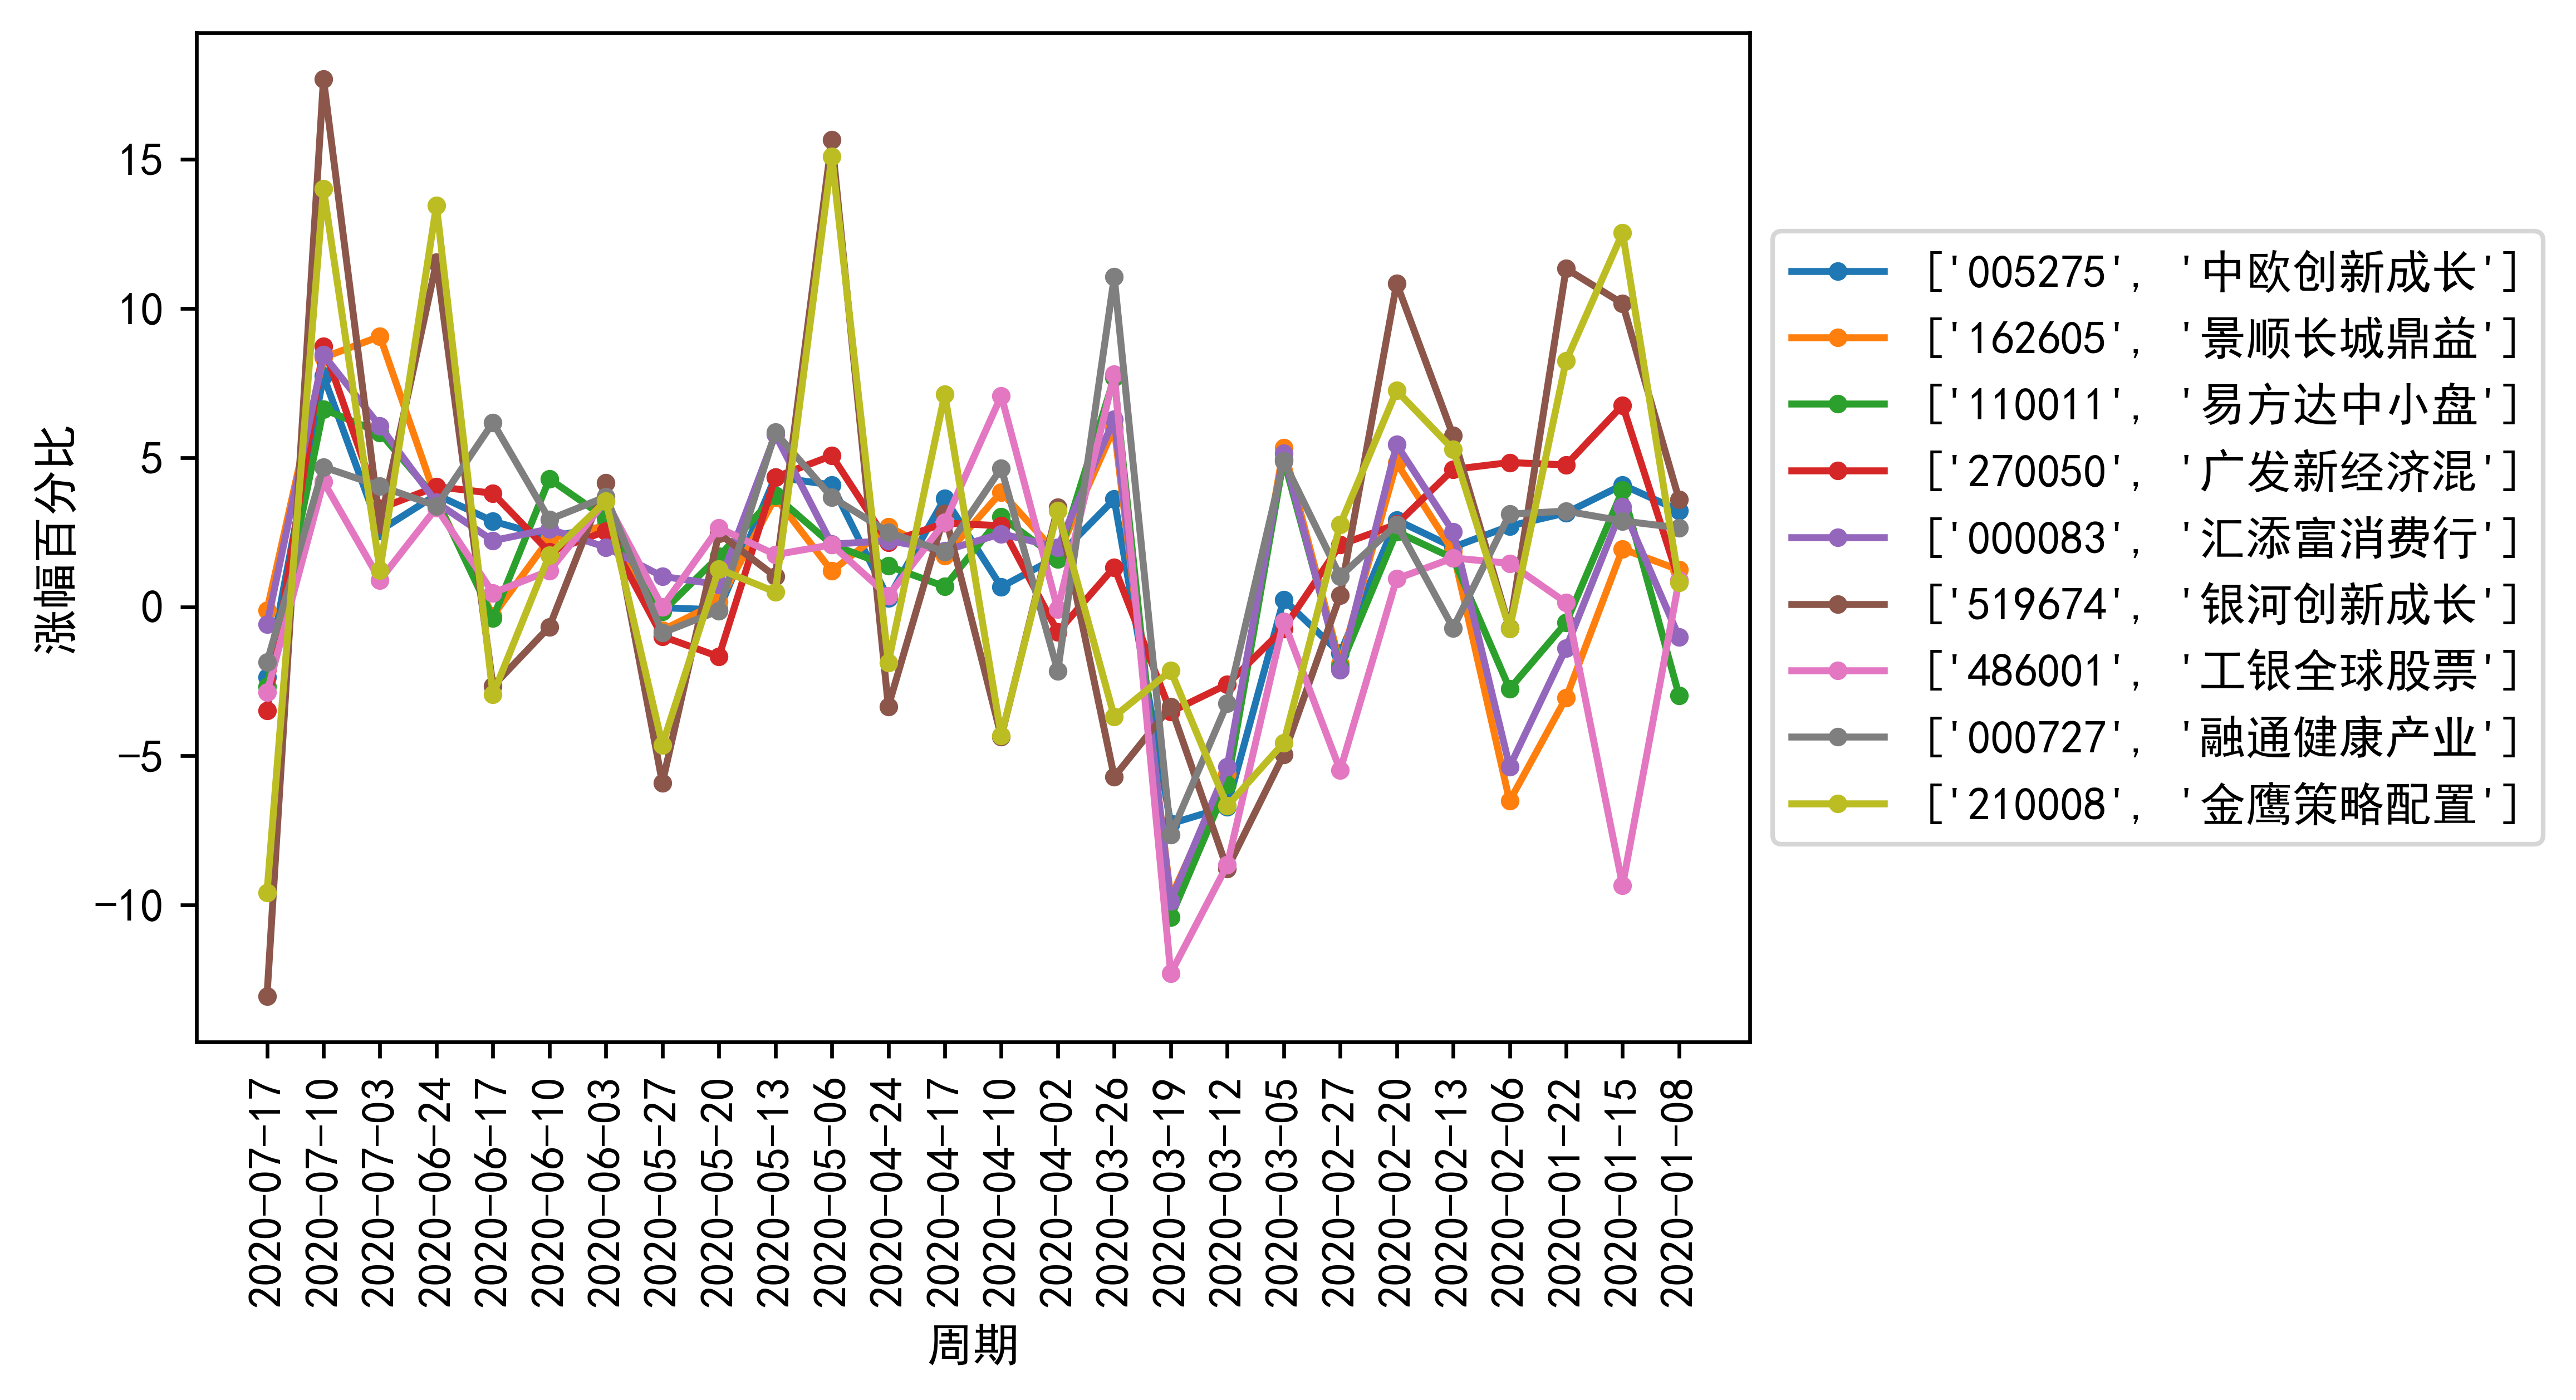 涨幅百分比
15
10
5
0
−5
−10
2020-07-17
2020-07-10
2020-07-03
2020-06-24
2020-06-17
2020-06-10
2020-06-03
2020-05-27
2020-05-20
2020-05-13
2020-05-06
2020-04-24
2020-04-17
2020-04-10
2020-04-02
2020-03-26
2020-03-19
2020-03-12
2020-03-05
2020-02-27
2020-02-20
2020-02-13
2020-02-06
2020-01-22
2020-01-15
2020-01-08
周期
['005275', '中欧创新成长']
['162605', '景顺长城鼎益']
['110011', '易方达中小盘']
['270050', '广发新经济混']
['000083', '汇添富消费行']
['519674', '银河创新成长']
['486001', '工银全球股票']
['000727', '融通健康产业']
['210008', '金鹰策略配置']